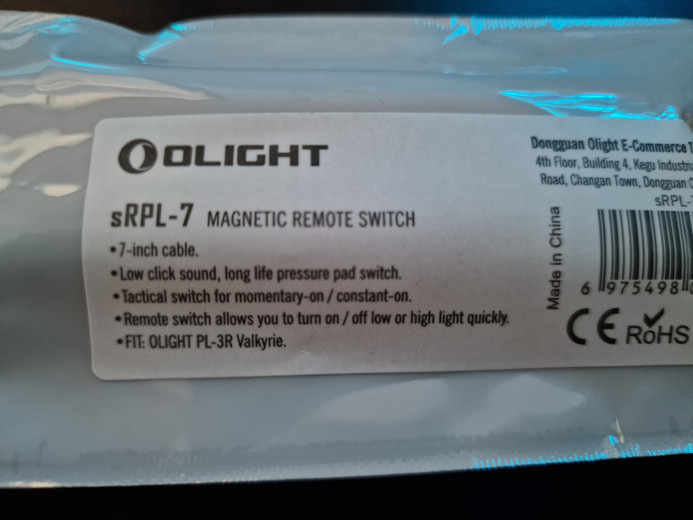 OLIGHT
sRPL-7 MAGNETIC REMOTE SWITCH
•7-inch cable.
•Low click sound, long life pressure pad switch.
•Tactical switch for momentary-on / constant-on.
•Remote switch allows you to turn on / off low or high light quickly.
•FIT: OLIGHT PL-3R Valkyrie.
Dongguan Olight E-Commerce
4th Floor, Building 4, Kegu
Road, Changan Town, Dongguan
sRPL-
Made in China
6 975498
CE RoHS